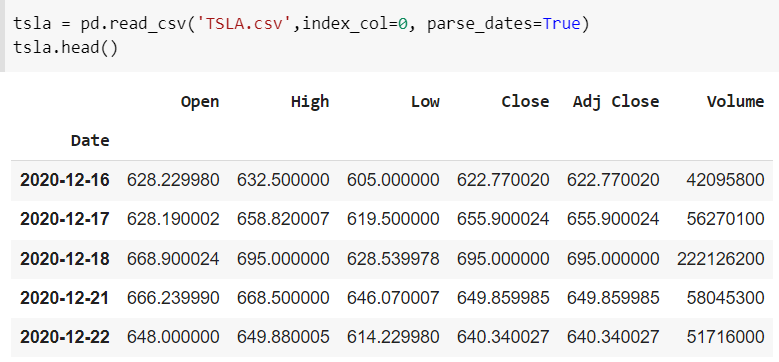 tsla = pd.read_csv('TSLA.csv',index_col=0, parse_dates=True)
tsla.head()
Open High Low Close Adj Close Volume
Date
2020-12-16 628.229980 632.500000 605.000000 622.770020 622.770020 42095800
2020-12-17 628.190002 658.820007 619.500000 655.900024 655.900024 56270100
2020-12-18 668.900024 695.000000 628.539978 695.000000 695.000000 222126200
2020-12-21 666.239990 668.500000 646.070007 649.859985 649.859985 58045300
2020-12-22 648.000000 649.880005 614.229980 640.340027 640.340027 51716000